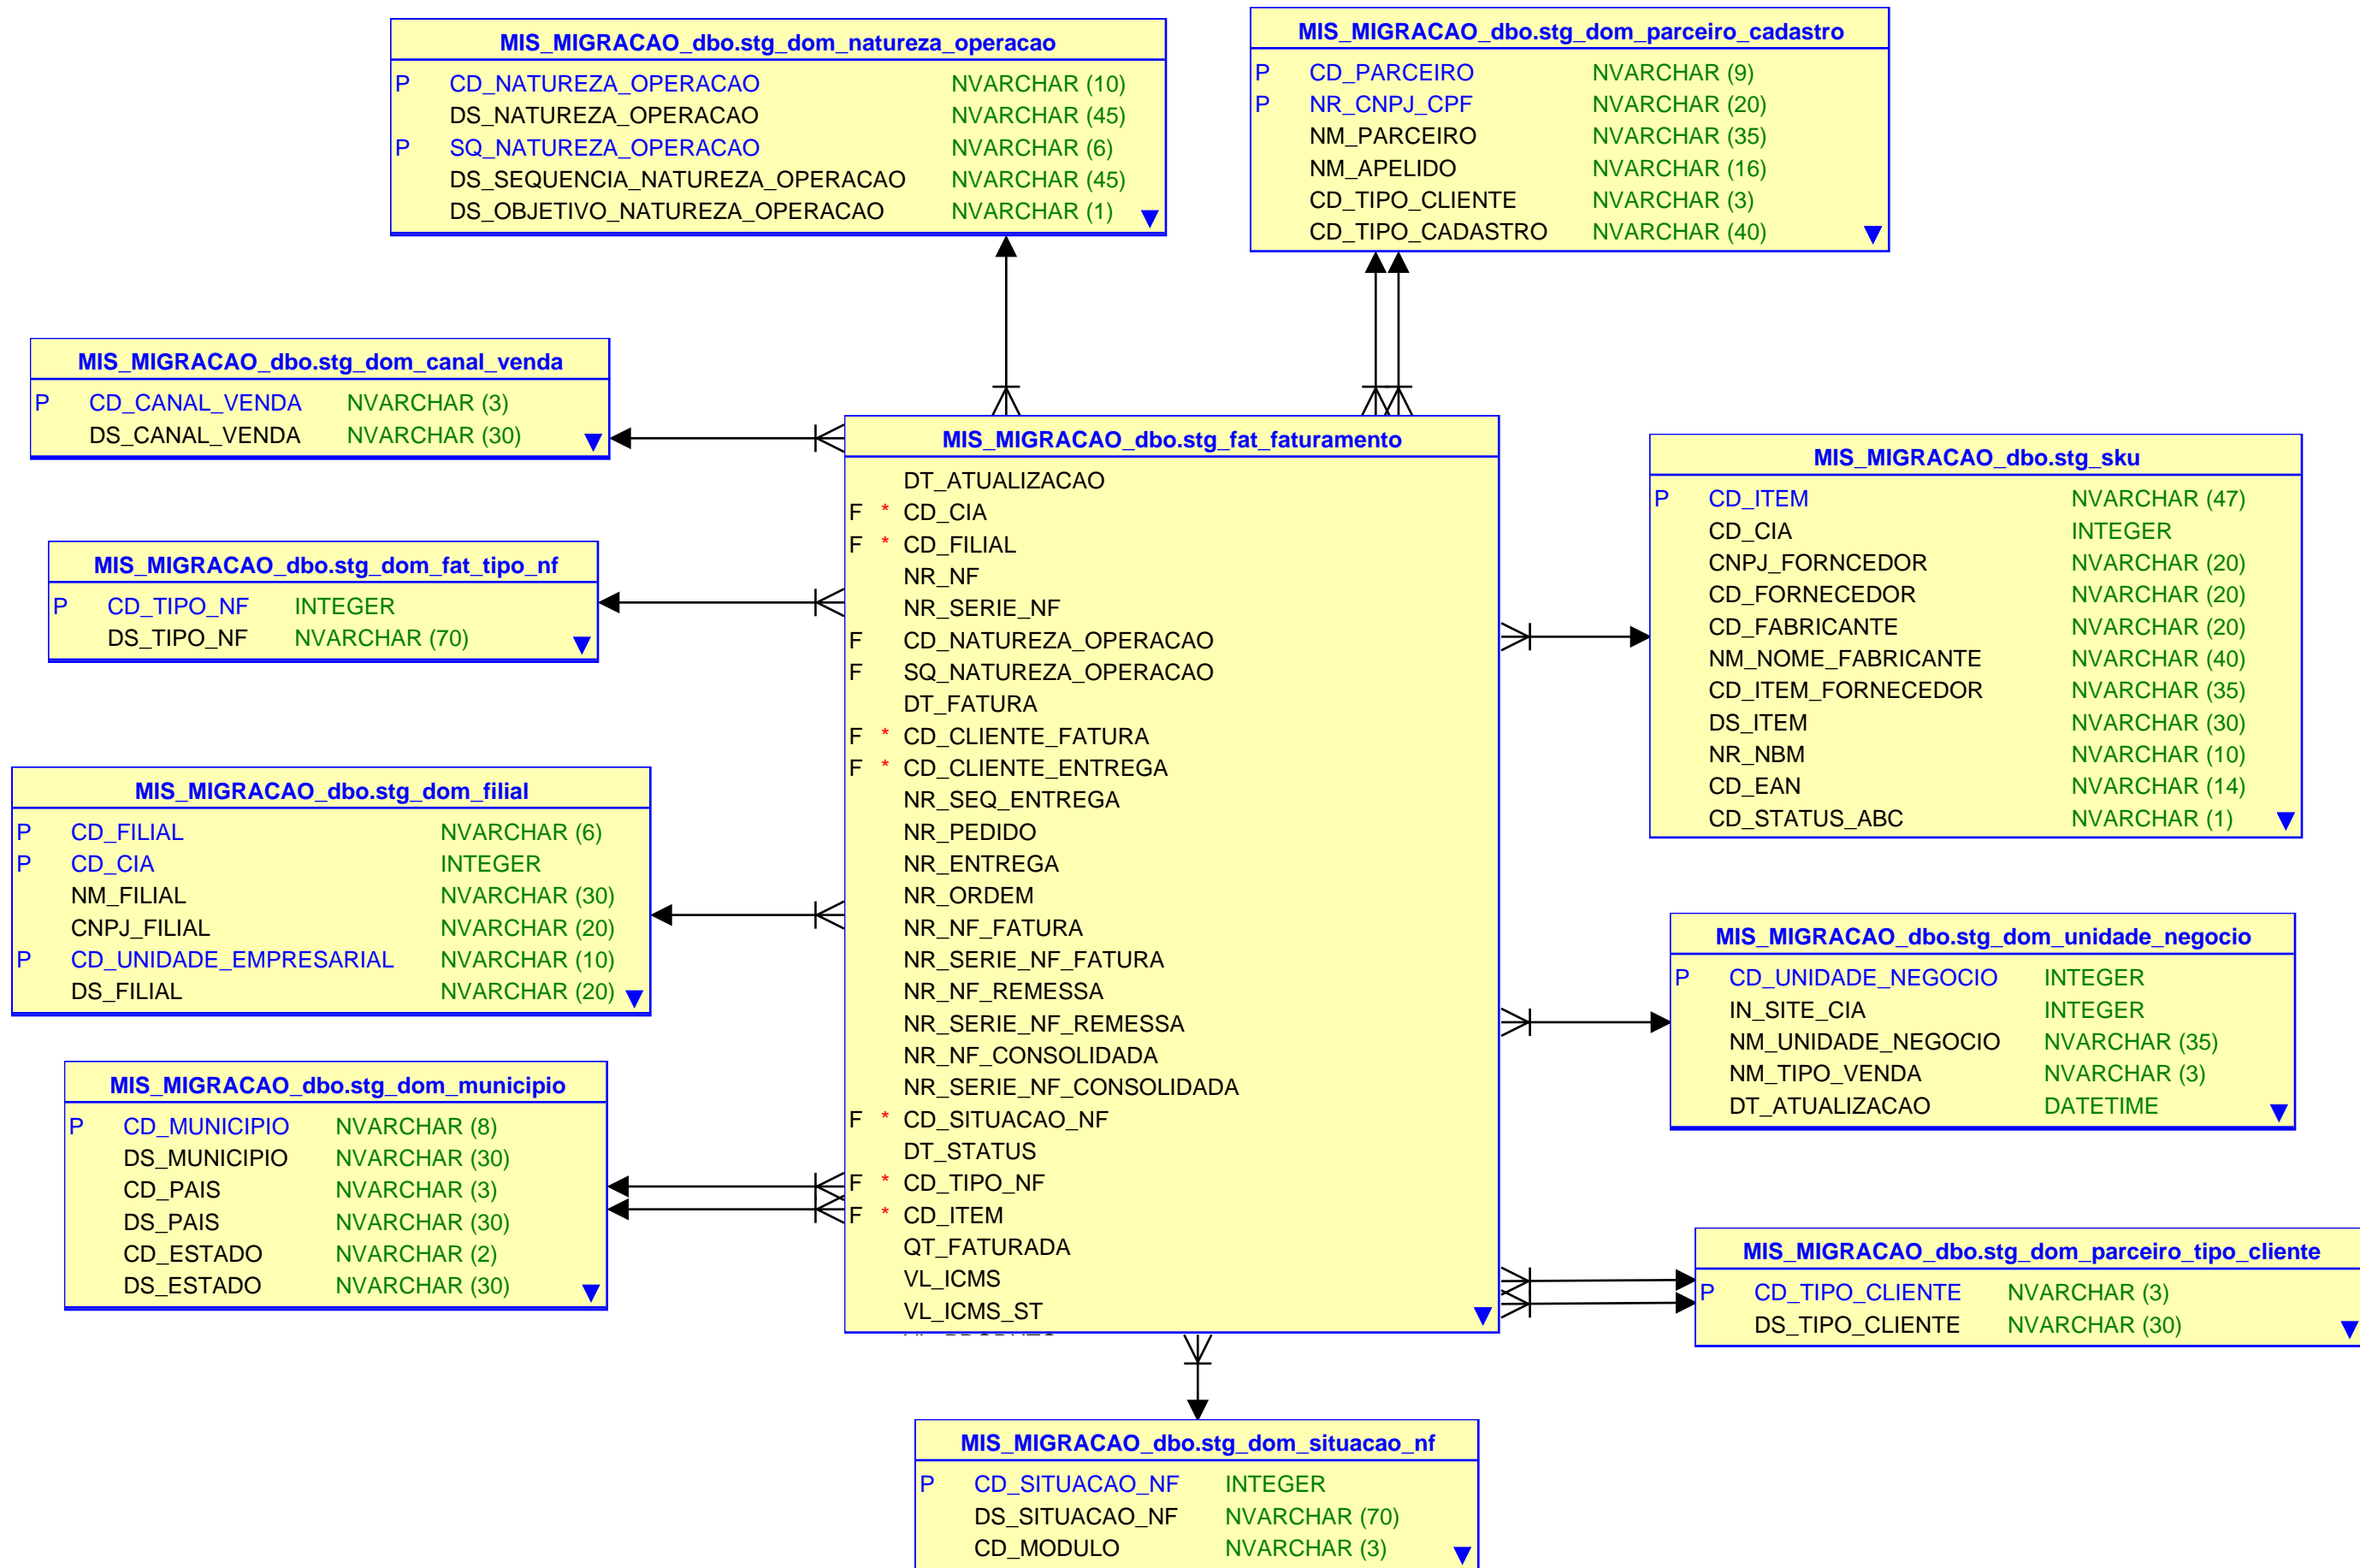 MIS_MIGRACAO_dbo.stg_dom_natureza_operacao
P CD_NATUREZA_OPERACAO NVARCHAR (10)
DS_NATUREZA_OPERACAO NVARCHAR (45)
P SQ_NATUREZA_OPERACAO NVARCHAR (6)
DS_SEQUENCIA_NATUREZA_OPERACAO NVARCHAR (45)
DS_OBJETIVO_NATUREZA_OPERACAO NVARCHAR (1)
MIS_MIGRACAO_dbo.stg_dom_parceiro_cadastro
P CD_PARCEIRO NVARCHAR (9)
P NR_CNPJ_CPF NVARCHAR (20)
NM_PARCEIRO NVARCHAR (35)
NM_APELIDO NVARCHAR (16)
CD_TIPO_CLIENTE NVARCHAR (3)
CD_TIPO_CADASTRO NVARCHAR (40)
MIS_MIGRACAO_dbo.stg_dom_canal_venda
P CD_CANAL_VENDA NVARCHAR (3)
DS_CANAL_VENDA NVARCHAR (30)
MIS_MIGRACAO_dbo.stg_dom_fat_tipo_nf
P CD_TIPO_NF INTEGER
DS_TIPO_NF NVARCHAR (70)
MIS_MIGRACAO_dbo.stg_dom_filial
P CD_FILIAL NVARCHAR (6)
P CD_CIA INTEGER
NM_FILIAL NVARCHAR (30)
CNPJ_FILIAL NVARCHAR (20)
P CD_UNIDADE_EMPRESARIAL NVARCHAR (10)
DS_FILIAL NVARCHAR (20)
MIS_MIGRACAO_dbo.stg_dom_municipio
P CD_MUNICIPIO NVARCHAR (8)
DS_MUNICIPIO NVARCHAR (30)
CD_PAIS NVARCHAR (3)
DS_PAIS NVARCHAR (30)
CD_ESTADO NVARCHAR (2)
DS_ESTADO NVARCHAR (30)
MIS_MIGRACAO_dbo.stg_fat_faturamento
DT_ATUALIZACAO
F * CD_CIA
F * CD_FILIAL
NR_NF
NR_SERIE_NF
F CD_NATUREZA_OPERACAO
F SQ_NATUREZA_OPERACAO
DT_FATURA
F * CD_CLIENTE_FATURA
F * CD_CLIENTE_ENTREGA
NR_SEQ_ENTREGA
NR_PEDIDO
NR_ENTREGA
NR_ORDEM
NR_NF_FATURA
NR_SERIE_NF_FATURA
NR_NF_REMESSA
NR_SERIE_NF_REMESSA
NR_NF_CONSOLIDADA
NR_SERIE_NF_CONSOLIDADA
F * CD_SITUACAO_NF
DT_STATUS
F * CD_TIPO_NF
F * CD_ITEM
QT_FATURADA
VL_ICMS
VL_ICMS_ST
MIS_MIGRACAO_dbo.stg_sku
P CD_ITEM NVARCHAR (47)
CD_CIA INTEGER
CNPJ_FORNCEDOR NVARCHAR (20)
CD_FORNECEDOR NVARCHAR (20)
CD_FABRICANTE NVARCHAR (20)
NM_NOME_FABRICANTE NVARCHAR (40)
CD_ITEM_FORNECEDOR NVARCHAR (35)
DS_ITEM NVARCHAR (30)
NR_NBM NVARCHAR (10)
CD_EAN NVARCHAR (14)
CD_STATUS_ABC NVARCHAR (1)
MIS_MIGRACAO_dbo.stg_dom_unidade_negocio
P CD_UNIDADE_NEGOCIO INTEGER
IN_SITE_CIA INTEGER
NM_UNIDADE_NEGOCIO NVARCHAR (35)
NM_TIPO_VENDA NVARCHAR (3)
DT_ATUALIZACAO DATETIME
MIS_MIGRACAO_dbo.stg_dom_parceiro_tipo_cliente
P CD_TIPO_CLIENTE NVARCHAR (3)
DS_TIPO_CLIENTE NVARCHAR (30)
MIS_MIGRACAO_dbo.stg_dom_situacao_nf
P CD_SITUACAO_NF INTEGER
DS_SITUACAO_NF NVARCHAR (70)
CD_MODULO NVARCHAR (3)